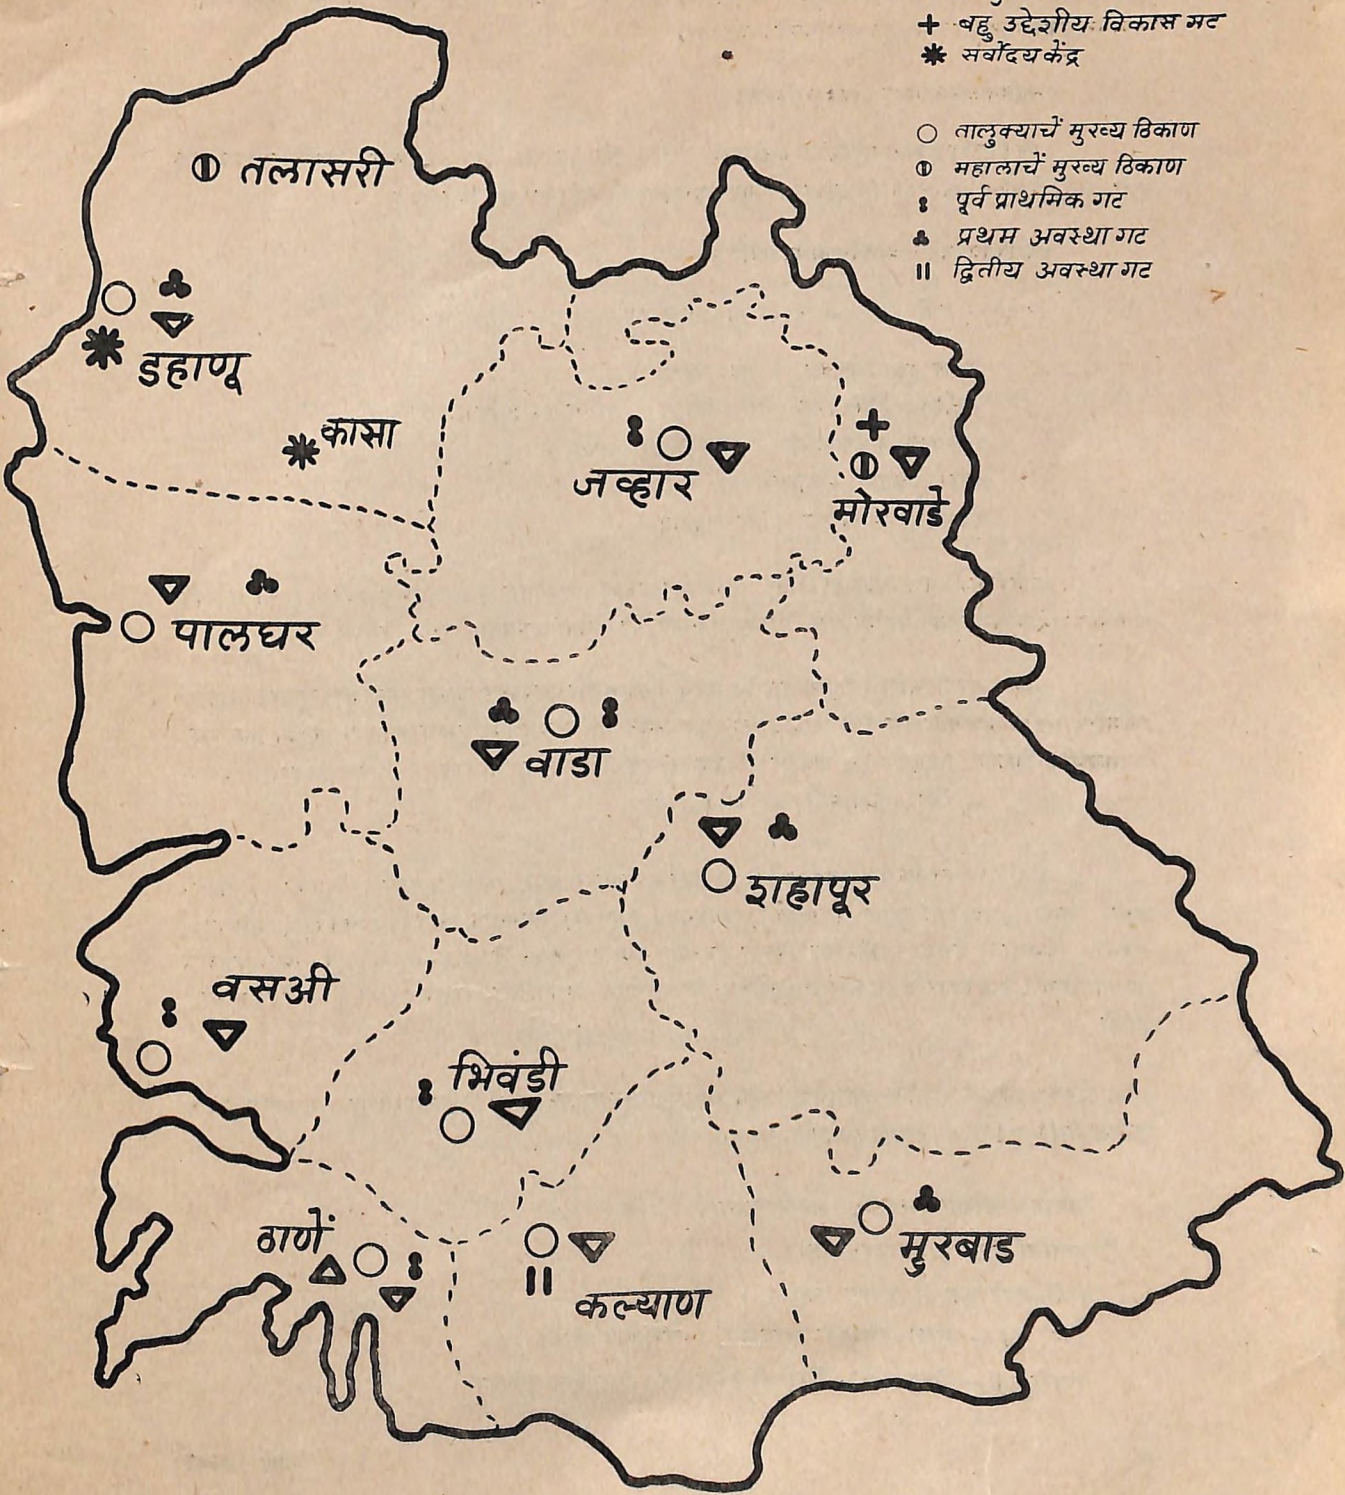 बहु उद्देशीय विकास गट
सर्वोदय केंद्र
तालुक्याचें मुख्य ठिकाण
महालाचें मुख्य ठिकाण
पूर्व प्राथमिक गट
प्रथम अवस्था गट
द्वितीय अवस्था गट
तलासरी
डहाणू
कासा
जव्हार
मोखाडे
पालघर
वाडा
शहापूर
वसअी
भिवंडी
ठाणें
मुरबाड
कल्याण